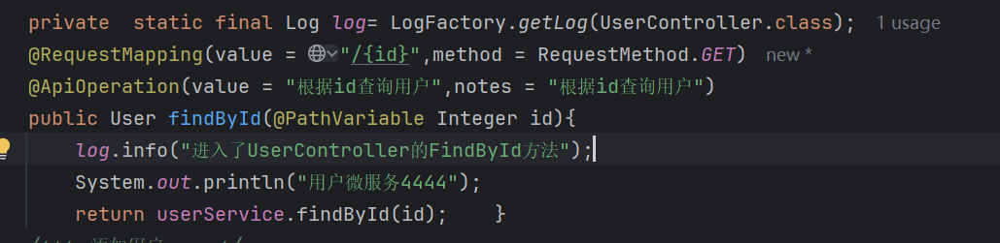 private  static final Log log= LogFactory.getLog(UserController.class);  1 usage
@RequestMapping(value = "/{id}",method = RequestMethod.GET)  new *
@ApiOperation(value = "根据id查询用户",notes = "根据id查询用户")
public User findById(@PathVariable Integer id){
    log.info("进入了UserController的FindById方法");
    System.out.println("用户微服务4444");
    return userService.findById(id);    }